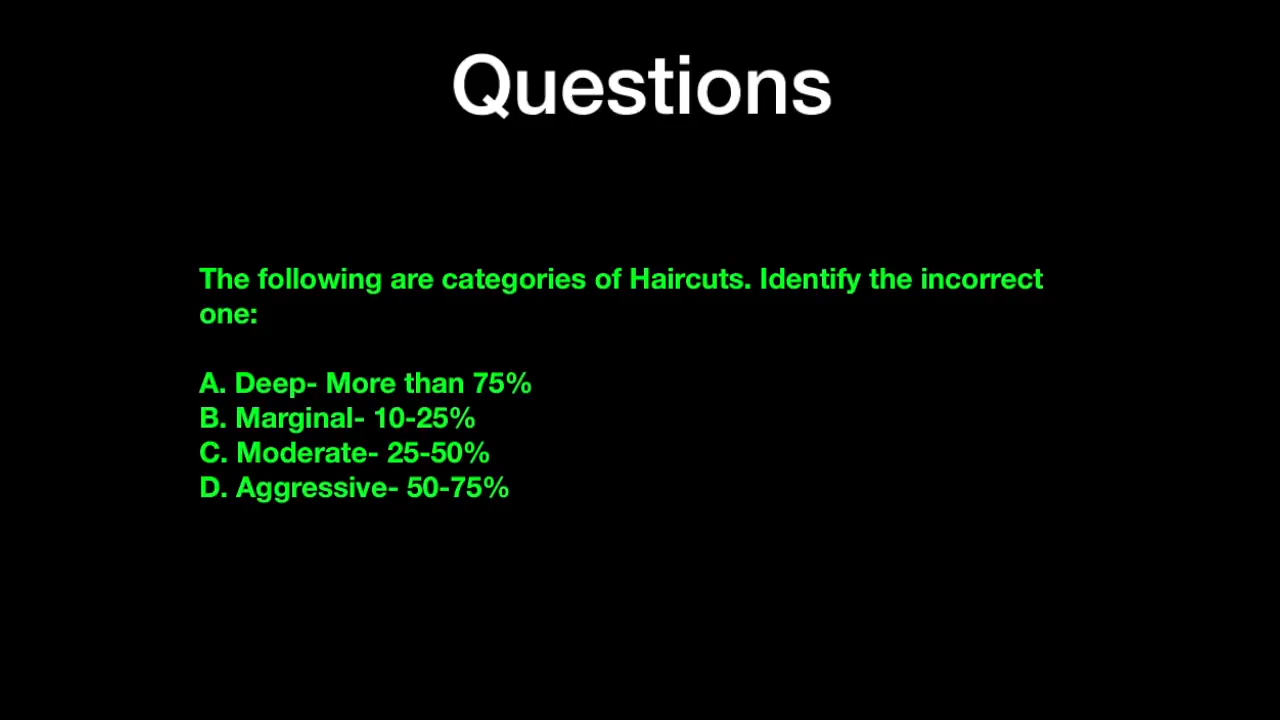 Questions
The following are categories of Haircuts. Identify the incorrect
one:
A. Deep- More than 75%
B. Marginal- 10-25%
C. Moderate- 25-50%
D. Aggressive- 50-75%